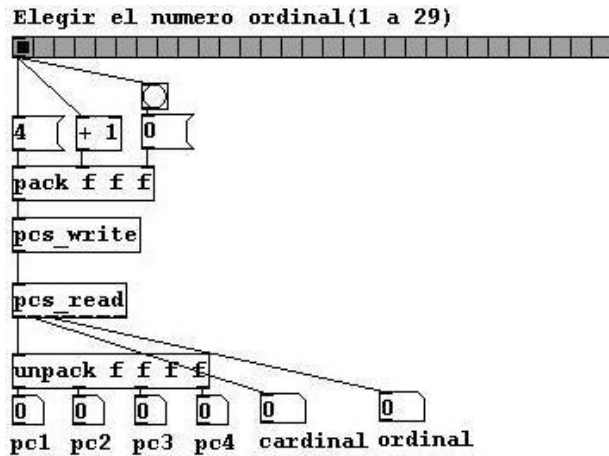 Elegir el numero ordinal(1 a 29)
4 + 1 0
pack f f f
pcs_write
pcs_read
unpack f f f f
0 0 0 0 0 0
pc1 pc2 pc3 pc4 cardinal ordinal